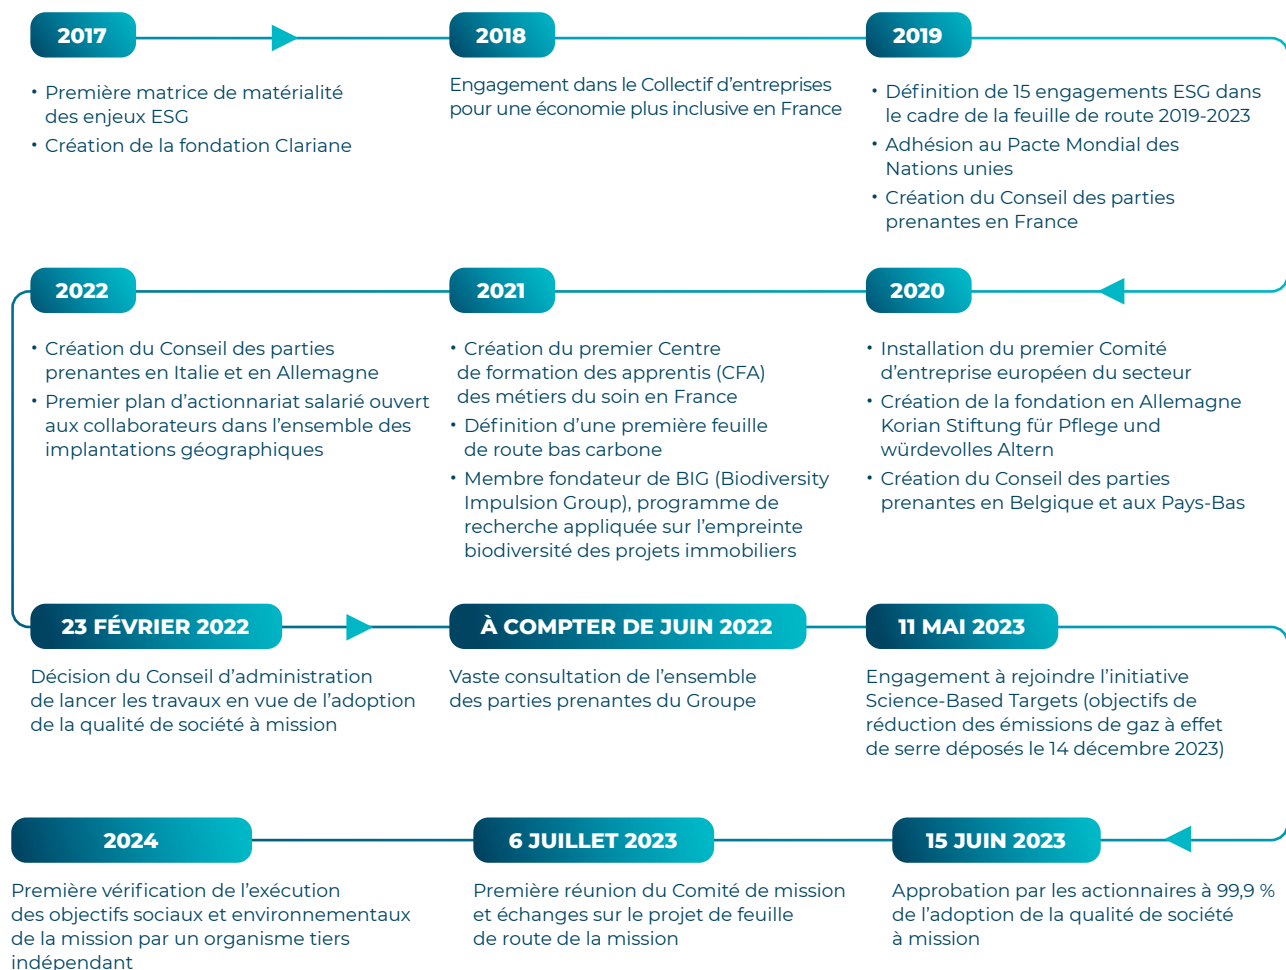 2017
• Première matrice de matérialité
des enjeux ESG
• Création de la fondation Clariane
2018
Engagement dans le Collectif d’entreprises
pour une économie plus inclusive en France
2019
• Définition de 15 engagements ESG dans
le cadre de la feuille de route 2019-2023
• Adhésion au Pacte Mondial des
Nations unies
• Création du Conseil des parties
prenantes en France
2020
• Installation du premier Comité
d’entreprise européen du secteur
• Création de la fondation en Allemagne
Korian Stiftung für Pflege und
würdevolles Altern
• Création du Conseil des parties
prenantes en Belgique et aux Pays-Bas
2021
• Création du premier Centre
de formation des apprentis (CFA)
des métiers du soin en France
• Définition d’une première feuille
de route bas carbone
• Membre fondateur de BIG (Biodiversity
Impulsion Group), programme de
recherche appliquée sur l’empreinte
biodiversité des projets immobiliers
2022
• Création du Conseil des parties
prenantes en Italie et en Allemagne
• Premier plan d’actionnariat salarié ouvert
aux collaborateurs dans l’ensemble des
implantations géographiques
23 FÉVRIER 2022
Décision du Conseil d’administration
de lancer les travaux en vue de l’adoption
de la qualité de société à mission
À COMPTER DE JUIN 2022
Vaste consultation de l’ensemble
des parties prenantes du Groupe
11 MAI 2023
Engagement à rejoindre l’initiative
Science-Based Targets (objectifs de
réduction des émissions de gaz à effet
de serre déposés le 14 décembre 2023)
15 JUIN 2023
Approbation par les actionnaires à 99,9 %
de l’adoption de la qualité de société
à mission
6 JUILLET 2023
Première réunion du Comité de mission
et échanges sur le projet de feuille
de route de la mission
2024
Première vérification de l’exécution
des objectifs sociaux et environnementaux
de la mission par un organisme tiers
indépendant